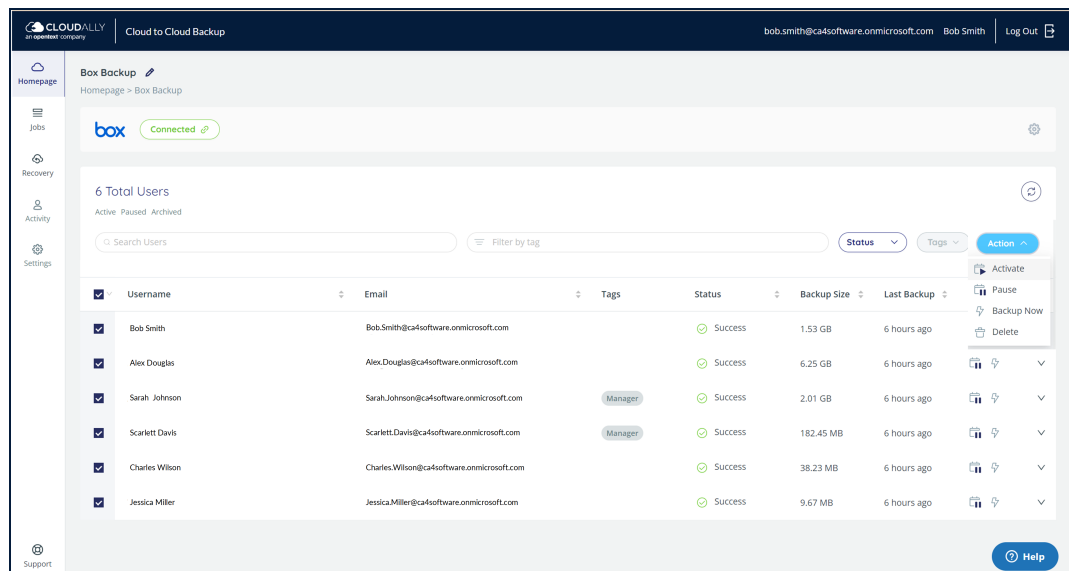 CLOUDALLY
an opentext company
Cloud to Cloud Backup
bob.smith@ca4software.onmicrosoft.com Bob Smith Log Out
Homepage
Jobs
Recovery
Activity
Settings
Support
Box Backup
Homepage > Box Backup
box Connected
6 Total Users
Active Paused Archived
Search Users Filter by tag Status Tags Action
Activate
Pause
Backup Now
Delete
Username Email Tags Status Backup Size Last Backup
Bob Smith Bob.Smith@ca4software.onmicrosoft.com Success 1.53 GB 6 hours ago
Alex Douglas Alex.Douglas@ca4software.onmicrosoft.com Success 6.25 GB 6 hours ago
Sarah Johnson Sarah.Johnson@ca4software.onmicrosoft.com Manager Success 2.01 GB 6 hours ago
Scarlett Davis Scarlett.Davis@ca4software.onmicrosoft.com Manager Success 182.45 MB 6 hours ago
Charles Wilson Charles.Wilson@ca4software.onmicrosoft.com Success 38.23 MB 6 hours ago
Jessica Miller Jessica.Miller@ca4software.onmicrosoft.com Success 9.67 MB 6 hours ago
Help